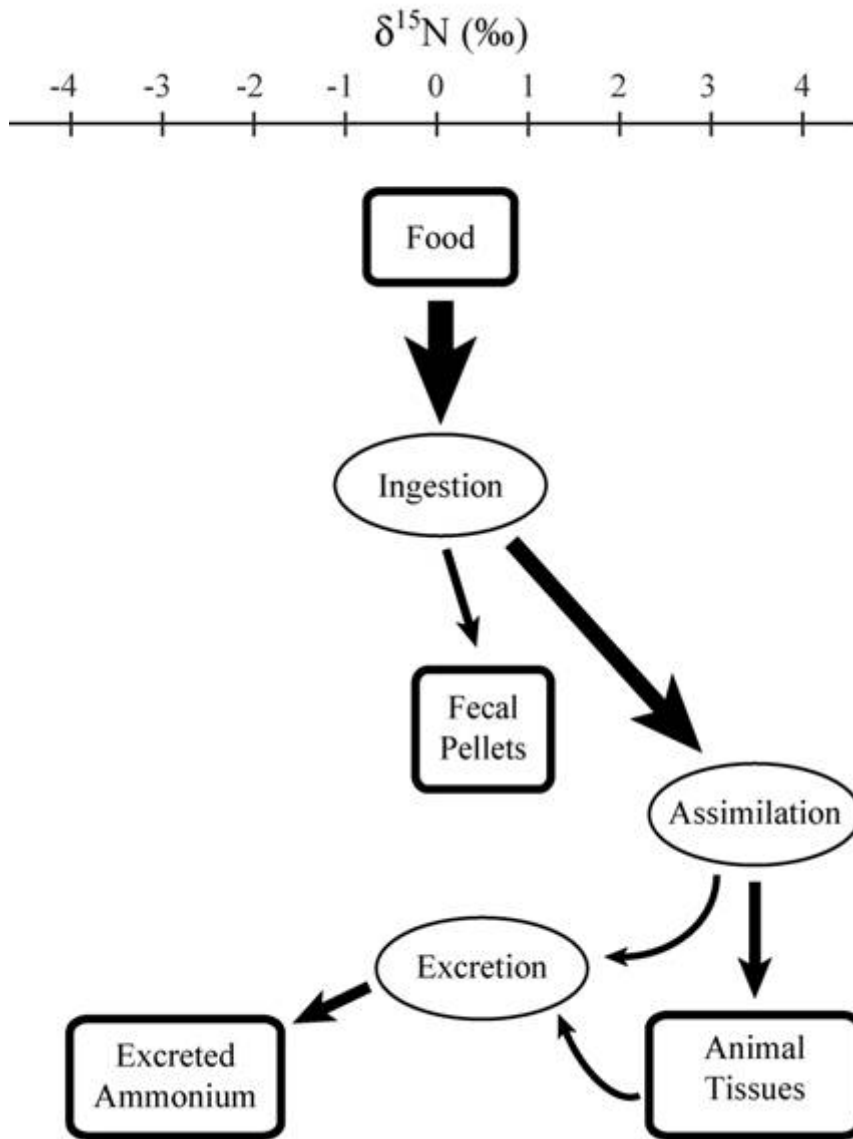 δ¹⁵N (‰)
-4 -3 -2 -1 0 1 2 3 4
Food
Ingestion
Fecal
Pellets
Assimilation
Excretion
Excreted
Ammonium
Animal
Tissues